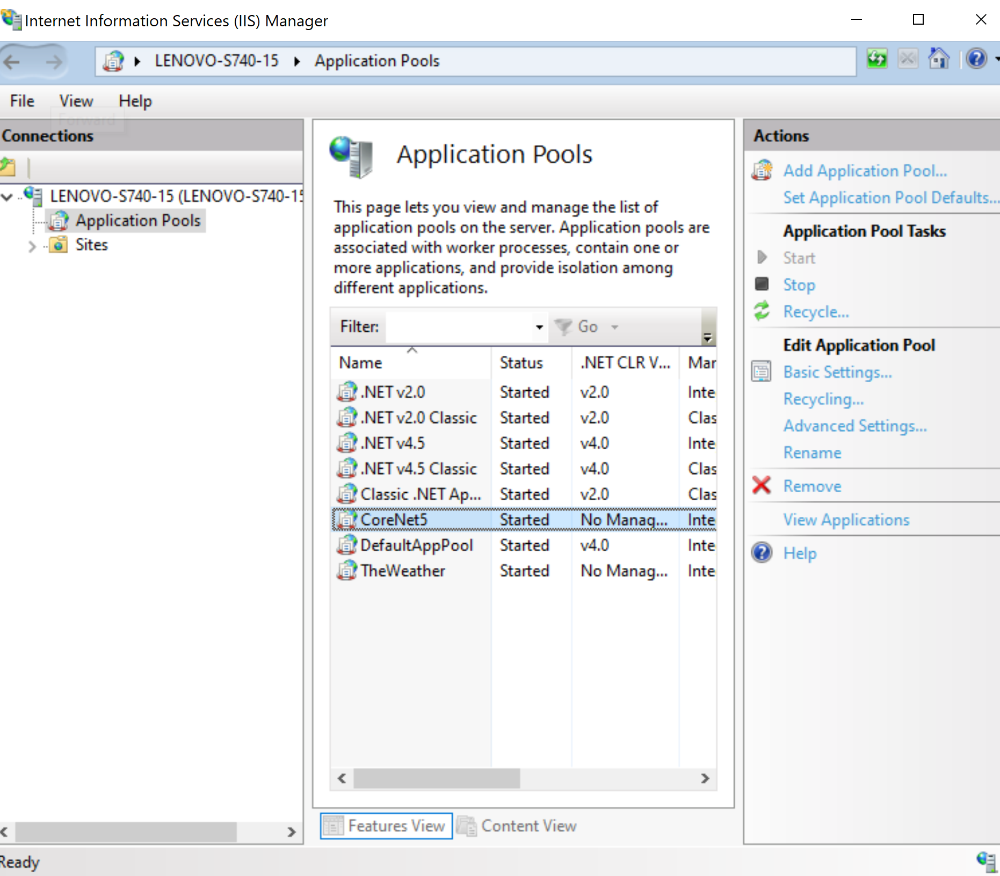 Internet Information Services (IIS) Manager
LENOVO-S740-15 Application Pools
File View Help
Forward
Connections
LENOVO-S740-15 (LENOVO-S740-15
Application Pools
Sites
Application Pools
This page lets you view and manage the list of
application pools on the server. Application pools are
associated with worker processes, contain one or
more applications, and provide isolation among
different applications.
Filter: Go
Name Status .NET CLR V... Mar
.NET v2.0 Started v2.0 Inte
.NET v2.0 Classic Started v2.0 Clas
.NET v4.5 Started v4.0 Inte
.NET v4.5 Classic Started v4.0 Clas
Classic .NET Ap... Started v2.0 Clas
CoreNet5 Started No Manag... Inte
DefaultAppPool Started v4.0 Inte
TheWeather Started No Manag... Inte
Features View Content View
Actions
Add Application Pool...
Set Application Pool Defaults...
Application Pool Tasks
Start
Stop
Recycle...
Edit Application Pool
Basic Settings...
Recycling...
Advanced Settings...
Rename
Remove
View Applications
Help
Ready